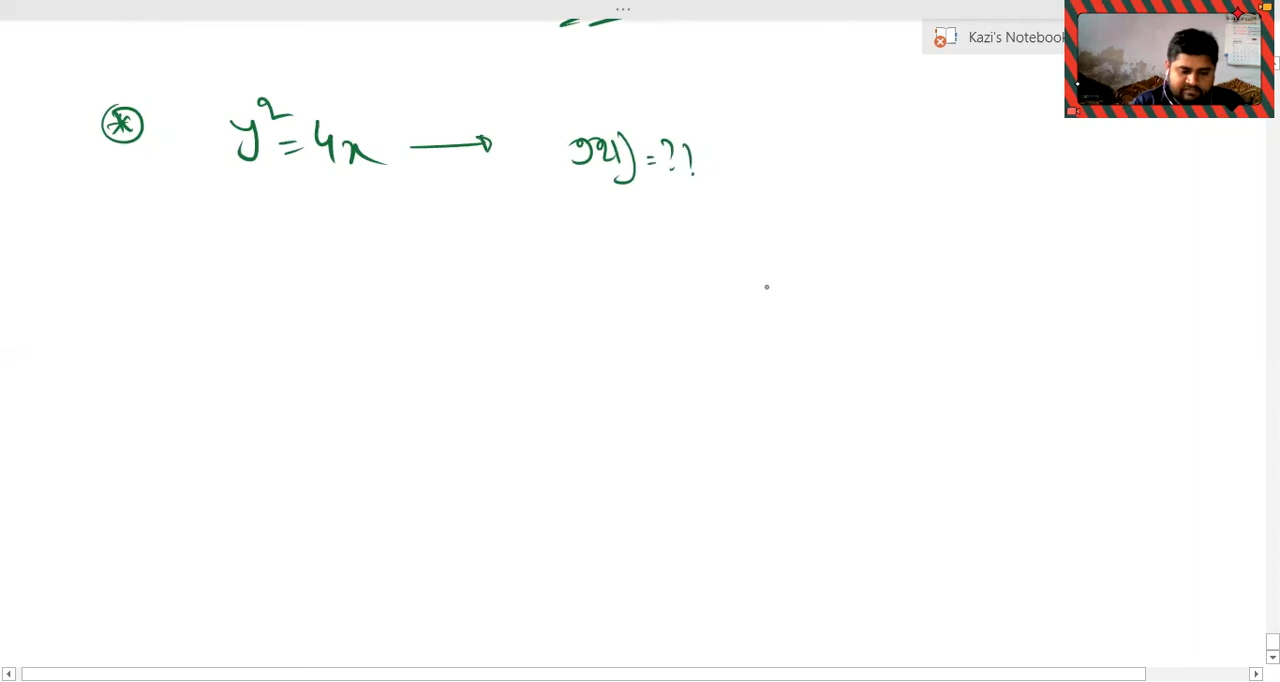 Kazi's Notebook
⊛ y² = 4x ⟶ = ??